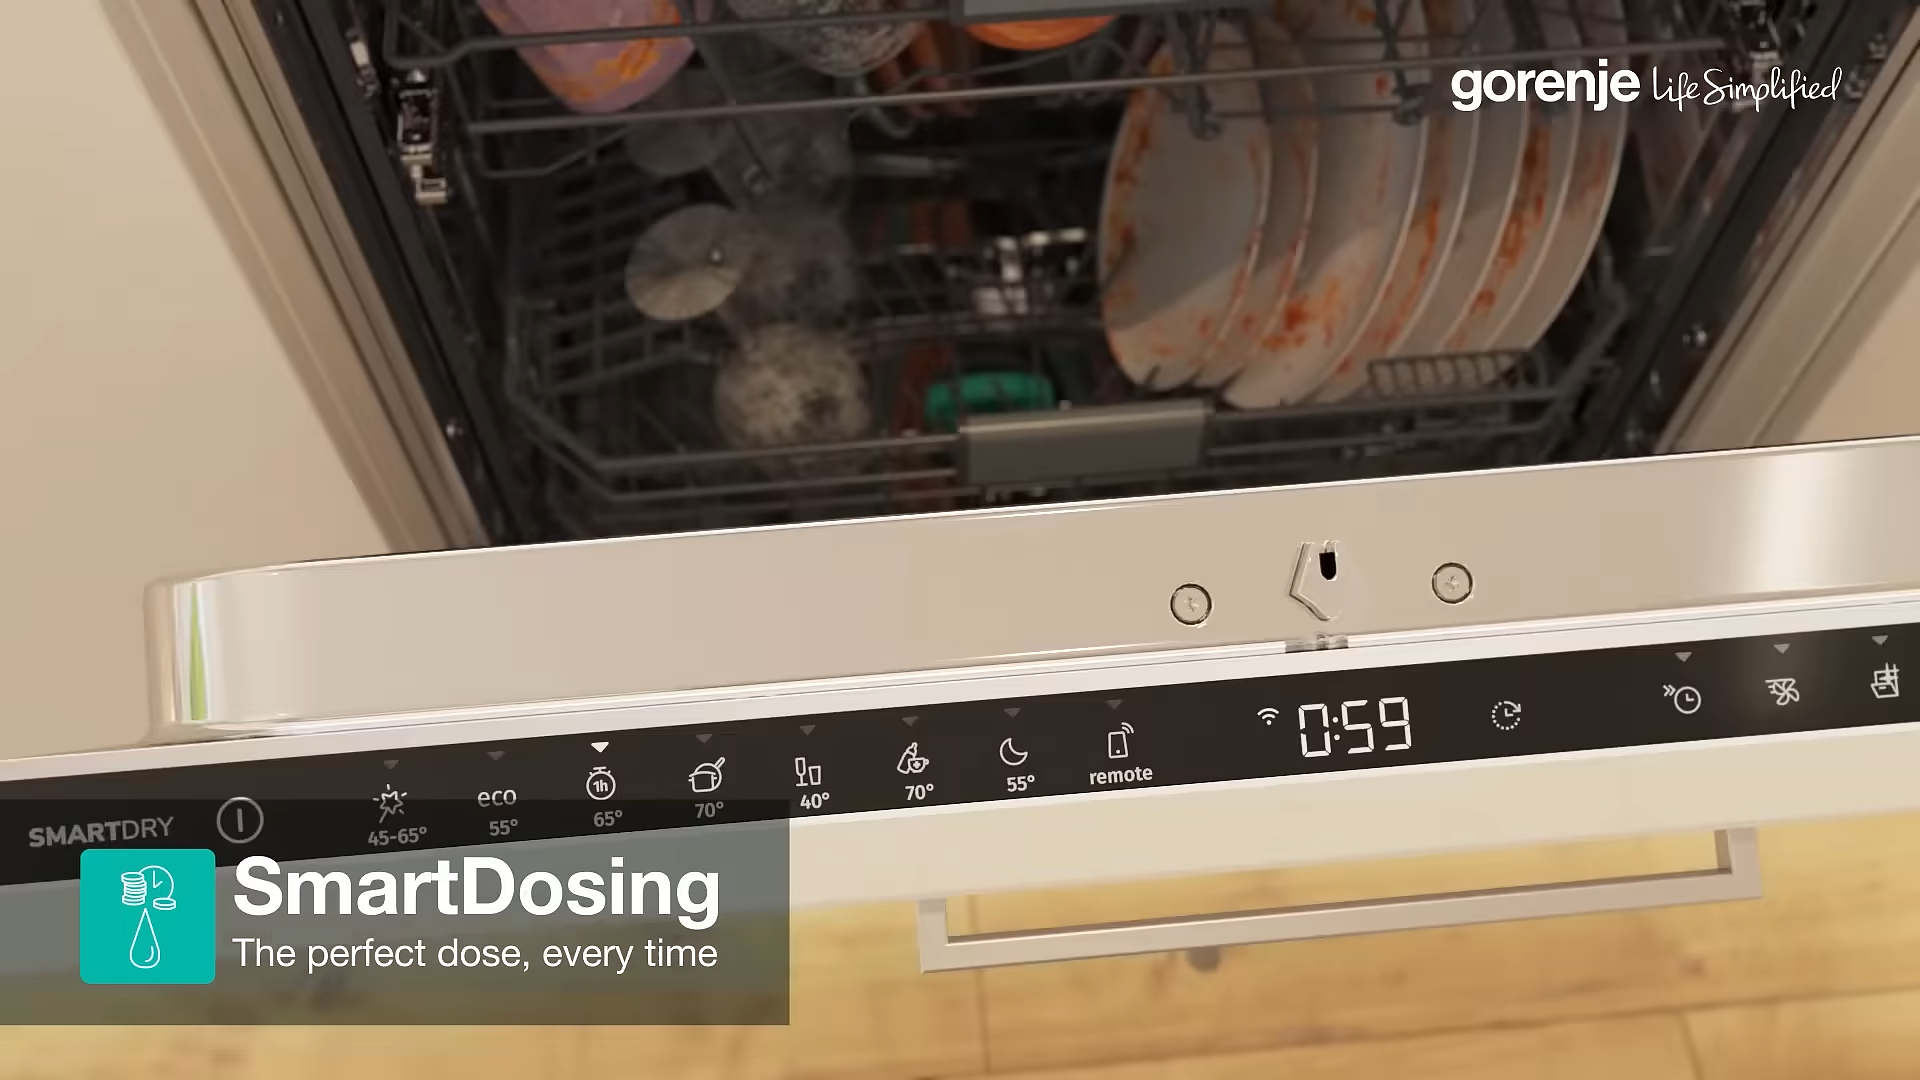 gorenje Life Simplified
0:59
remote
55°
70°
40°
70°
1h
65°
eco
55°
45-65°
SMARTDRY
SmartDosing
The perfect dose, every time